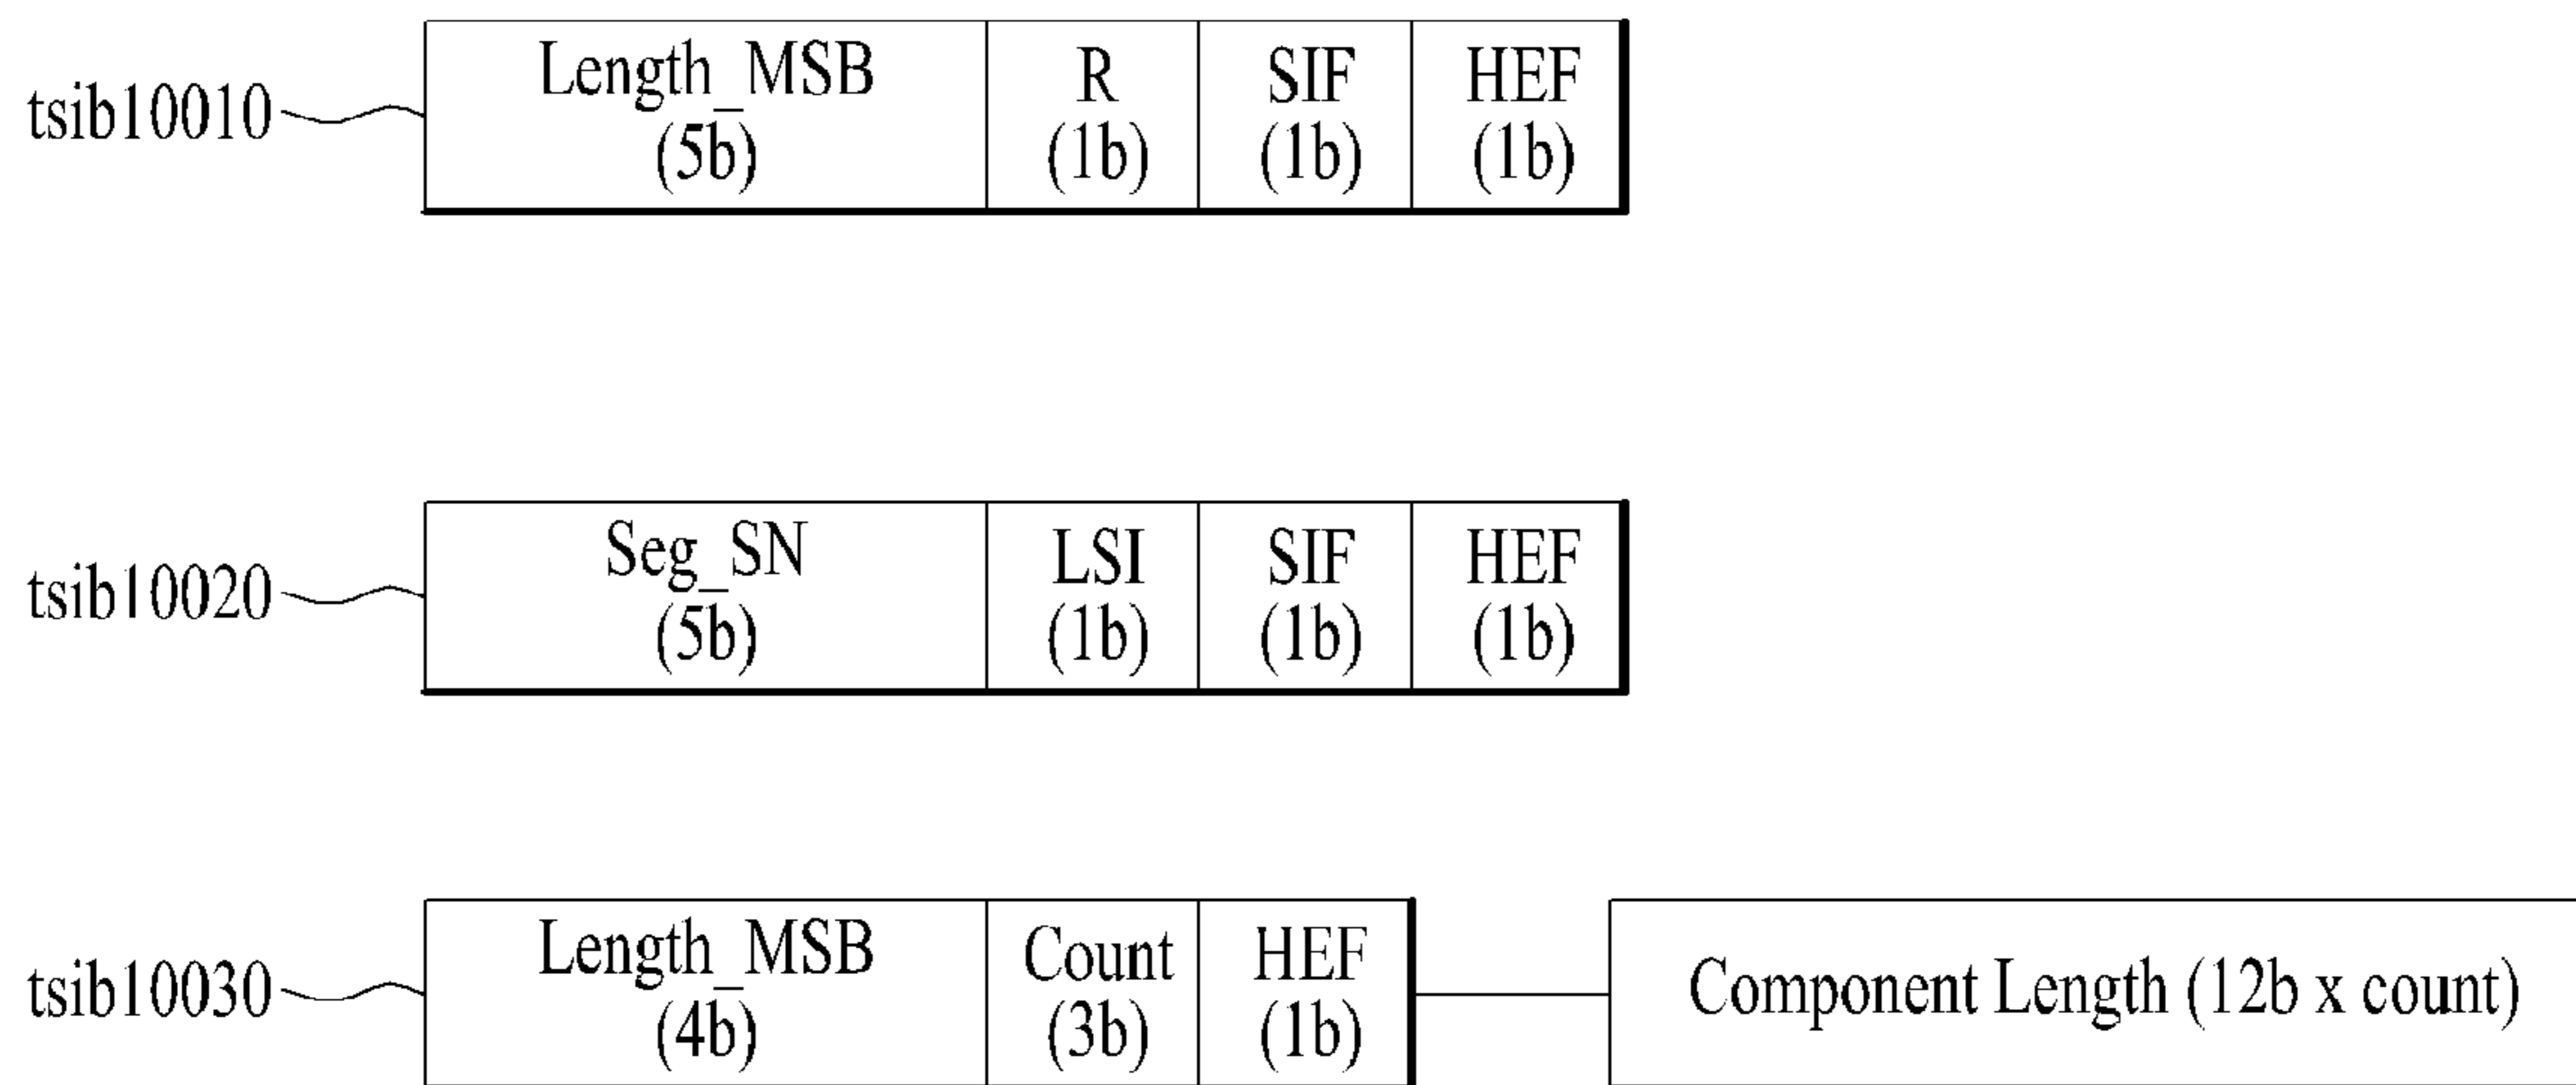 tsib10010
Length_MSB
(5b)
R
(1b)
SIF
(1b)
HEF
(1b)
tsib10020
Seg_SN
(5b)
LSI
(1b)
SIF
(1b)
HEF
(1b)
tsib10030
Length_MSB
(4b)
Count
(3b)
HEF
(1b)
Component Length (12b x count)